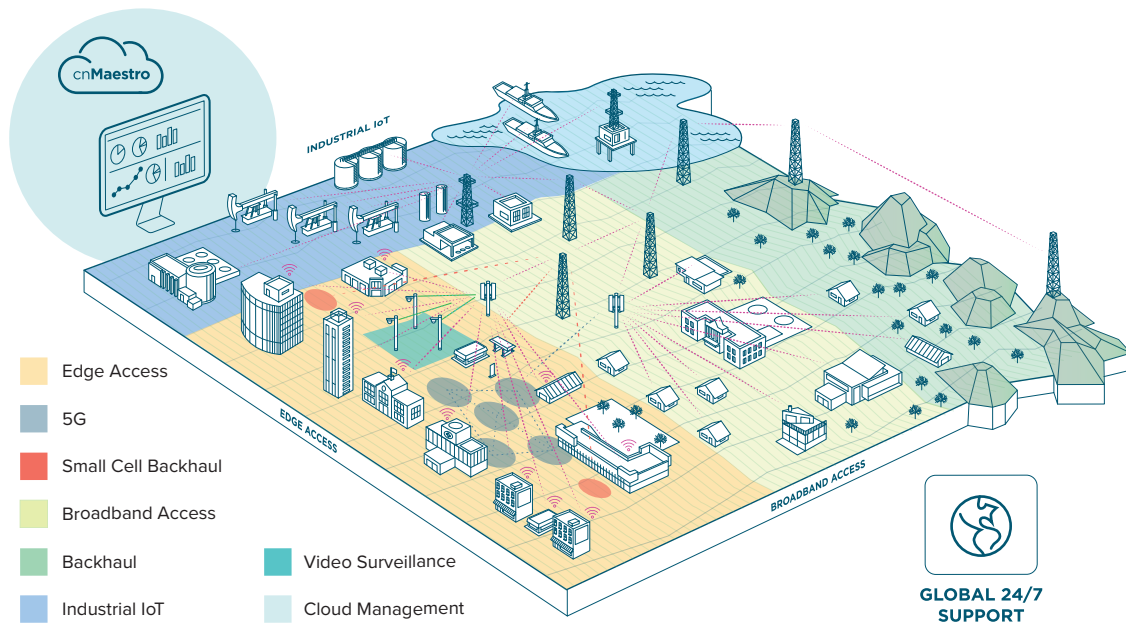 cnMaestro
INDUSTRIAL IoT
EDGE ACCESS
BROADBAND ACCESS
Edge Access
5G
Small Cell Backhaul
Broadband Access
Backhaul
Industrial IoT
Video Surveillance
Cloud Management
GLOBAL 24/7
SUPPORT